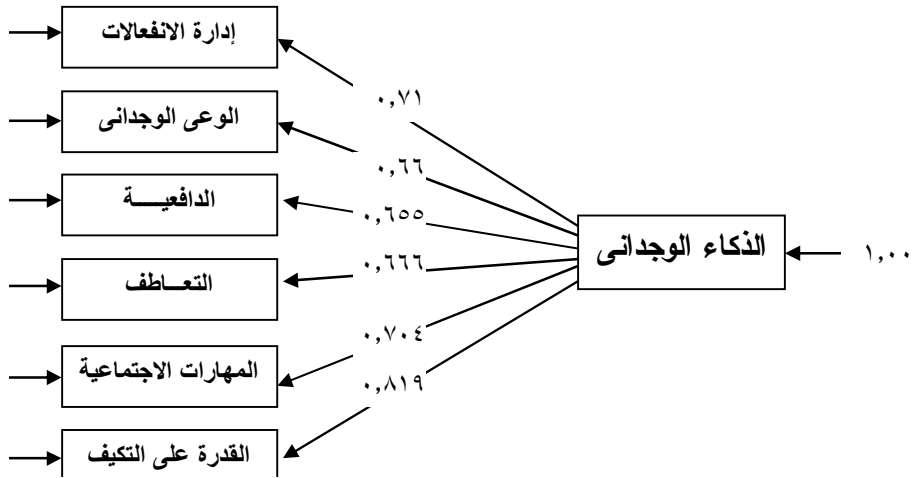 إدارة الانفعالات
٠,٧١
الوعى الوجدانى
٠,٦٦
الدافعيــــة
٠,٦٥٥
الذكاء الوجدانى
١,٠٠
التعــاطف
٠,٦٦٦
٠,٧٠٤
المهارات الاجتماعية
٠,٨١٩
القدرة على التكيف